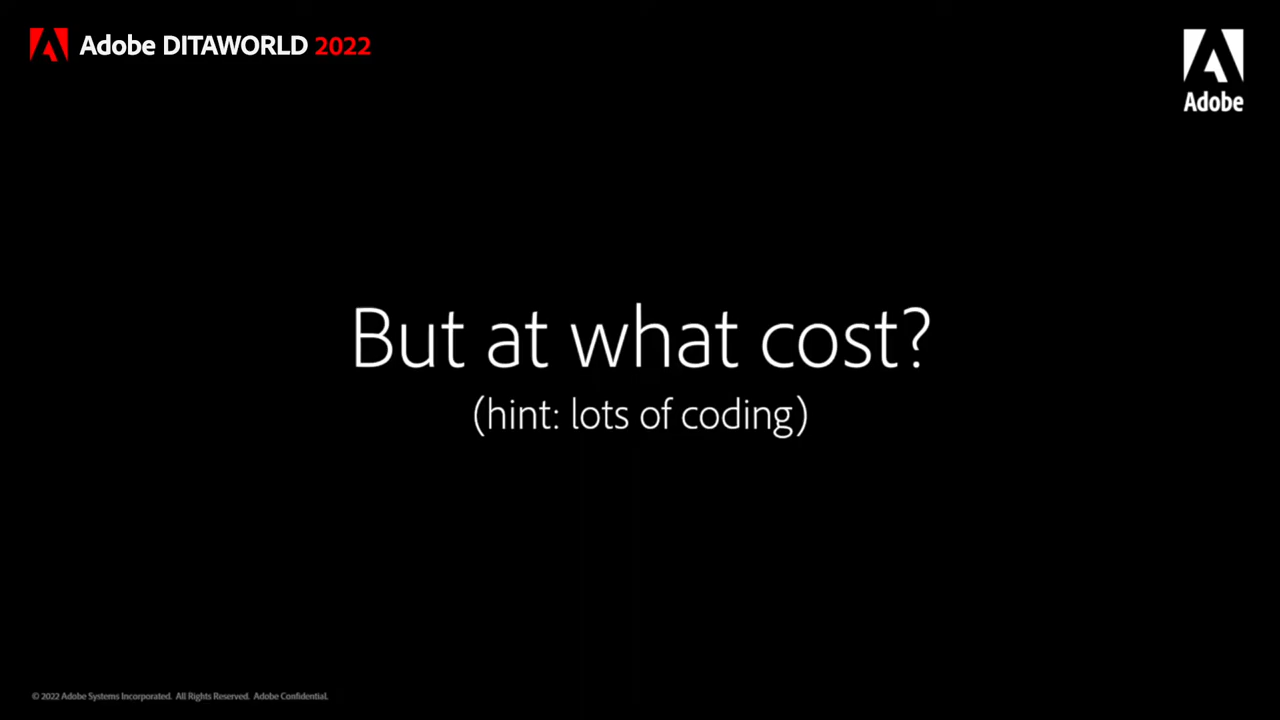 Adobe DITAWORLD 2022
Adobe
But at what cost?
(hint: lots of coding)
© 2022 Adobe Systems Incorporated. All Rights Reserved. Adobe Confidential.